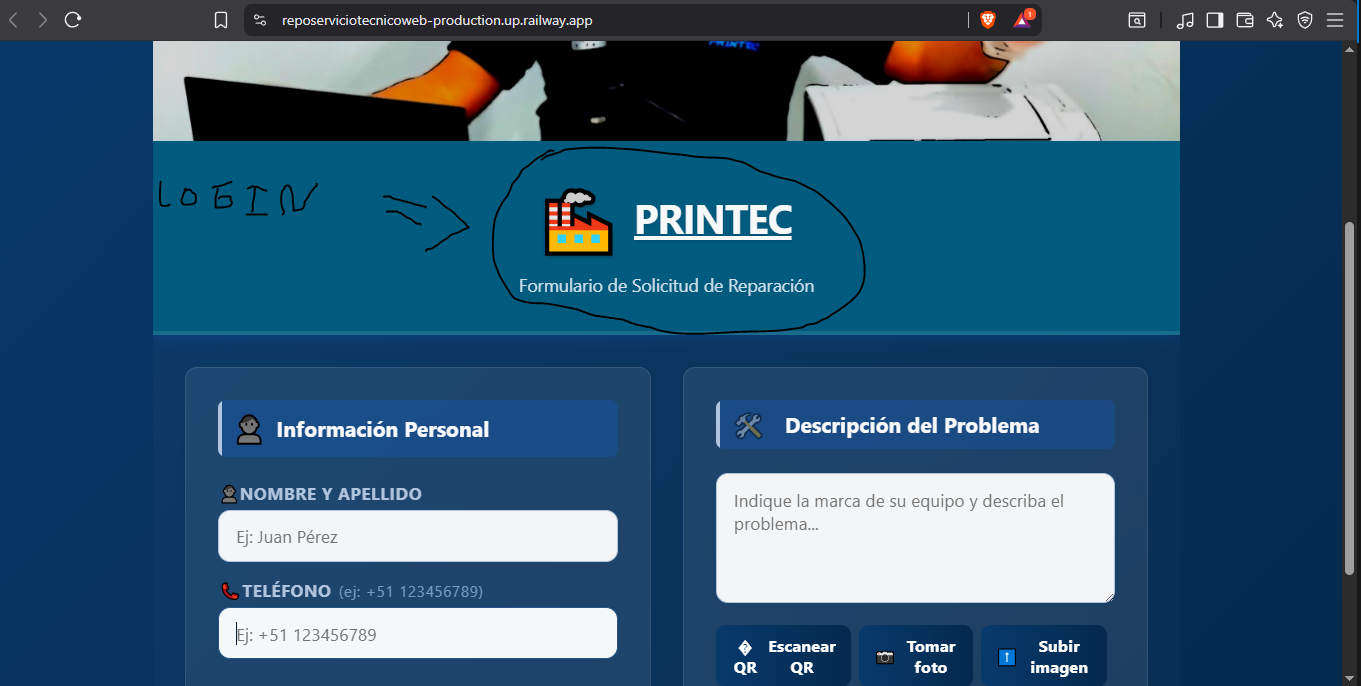 reposerviciotecnicoweb-production.up.railway.app
1
LOGIN
PRINTEC
Formulario de Solicitud de Reparación
Información Personal
NOMBRE Y APELLIDO
Ej: Juan Pérez
TELÉFONO (ej: +51 123456789)
Ej: +51 123456789
Descripción del Problema
Indique la marca de su equipo y describa el
problema...
� QR Escanear QR
Tomar foto
Subir imagen